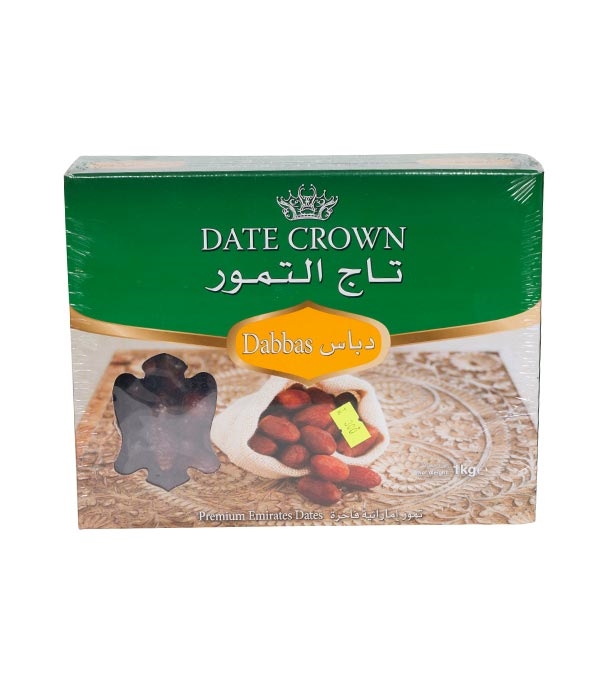 DATE CROWN
تاج التمور
Dabbas دباس
1kg℮
Premium Emirates Dates تمور إماراتية فاخرة